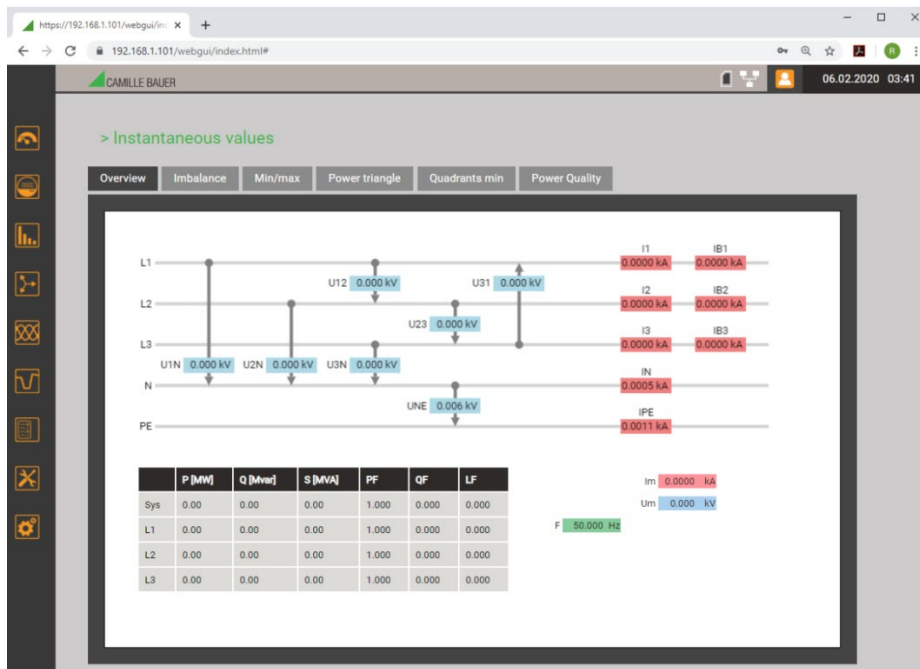 https://192.168.1.101/webgui/in
192.168.1.101/webgui/index.html#
R
CAMILLE BAUER
06.02.2020 03:41
> Instantaneous values
Overview Imbalance Min/max Power triangle Quadrants min Power Quality
I1 IB1
L1 0.0000 kA 0.0000 kA
U12 0.000 kV U31 0.000 kV
I2 IB2
L2 0.0000 kA 0.0000 kA
U23 0.000 kV
I3 IB3
L3 0.0000 kA 0.0000 kA
U1N 0.000 kV U2N 0.000 kV U3N 0.000 kV
IN
N 0.0005 kA
UNE 0.006 kV
IPE
PE 0.0011 kA
P [MW] Q [Mvar] S [MVA] PF QF LF
Sys 0.00 0.00 0.00 1.000 0.000 0.000
L1 0.00 0.00 0.00 1.000 0.000 0.000
L2 0.00 0.00 0.00 1.000 0.000 0.000
L3 0.00 0.00 0.00 1.000 0.000 0.000
Im 0.0000 kA
Um 0.000 kV
F 50.000 Hz